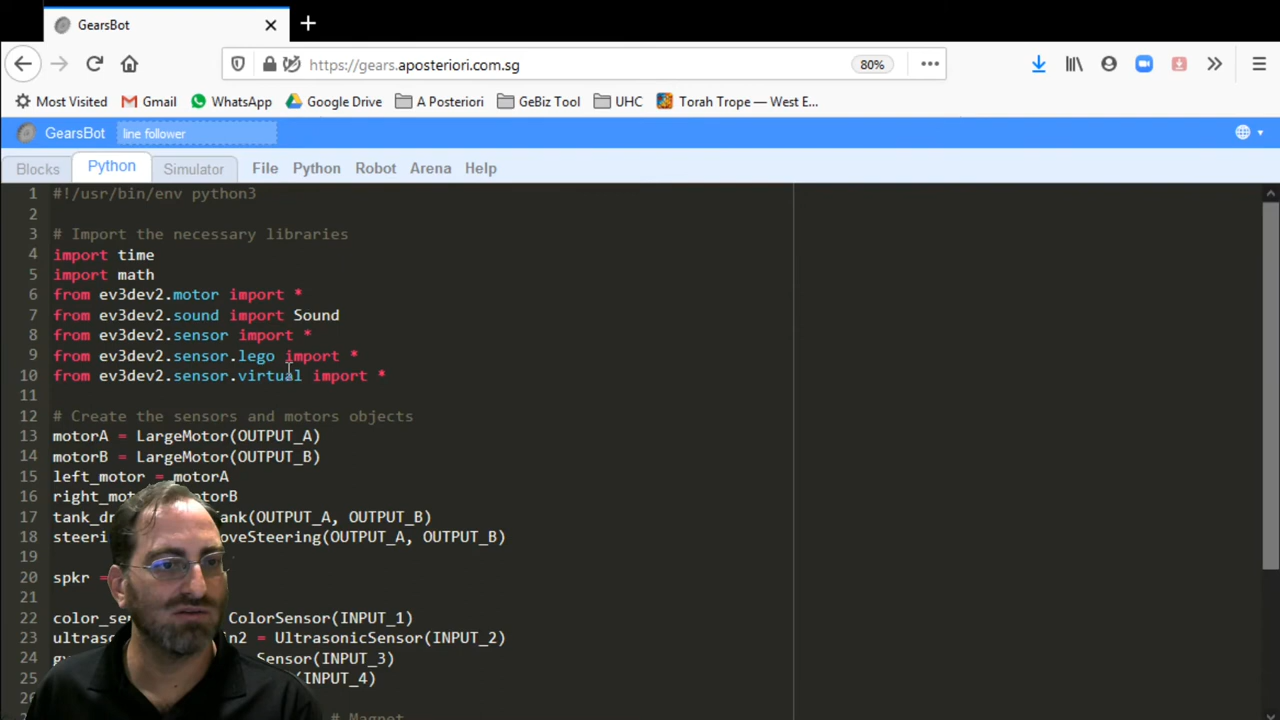 GearsBot
https://gears.aposteriori.com.sg
80%
Most Visited Gmail WhatsApp Google Drive A Posteriori GeBiz Tool UHC Torah Trope — West E...
GearsBot line follower
Blocks Python Simulator File Python Robot Arena Help
1 #!/usr/bin/env python3
2
3 # Import the necessary libraries
4 import time
5 import math
6 from ev3dev2.motor import *
7 from ev3dev2.sound import Sound
8 from ev3dev2.sensor import *
9 from ev3dev2.sensor.lego import *
10 from ev3dev2.sensor.virtual import *
11
12 # Create the sensors and motors objects
13 motorA = LargeMotor(OUTPUT_A)
14 motorB = LargeMotor(OUTPUT_B)
15 left_motor = motorA
16 right_mot otorB
17 tank_dr ank(OUTPUT_A, OUTPUT_B)
18 steeri oveSteering(OUTPUT_A, OUTPUT_B)
19
20 spkr =
21
22 color_se ColorSensor(INPUT_1)
23 ultraso n2 = UltrasonicSensor(INPUT_2)
24 gy Sensor(INPUT_3)
25 (INPUT_4)
# Magnet